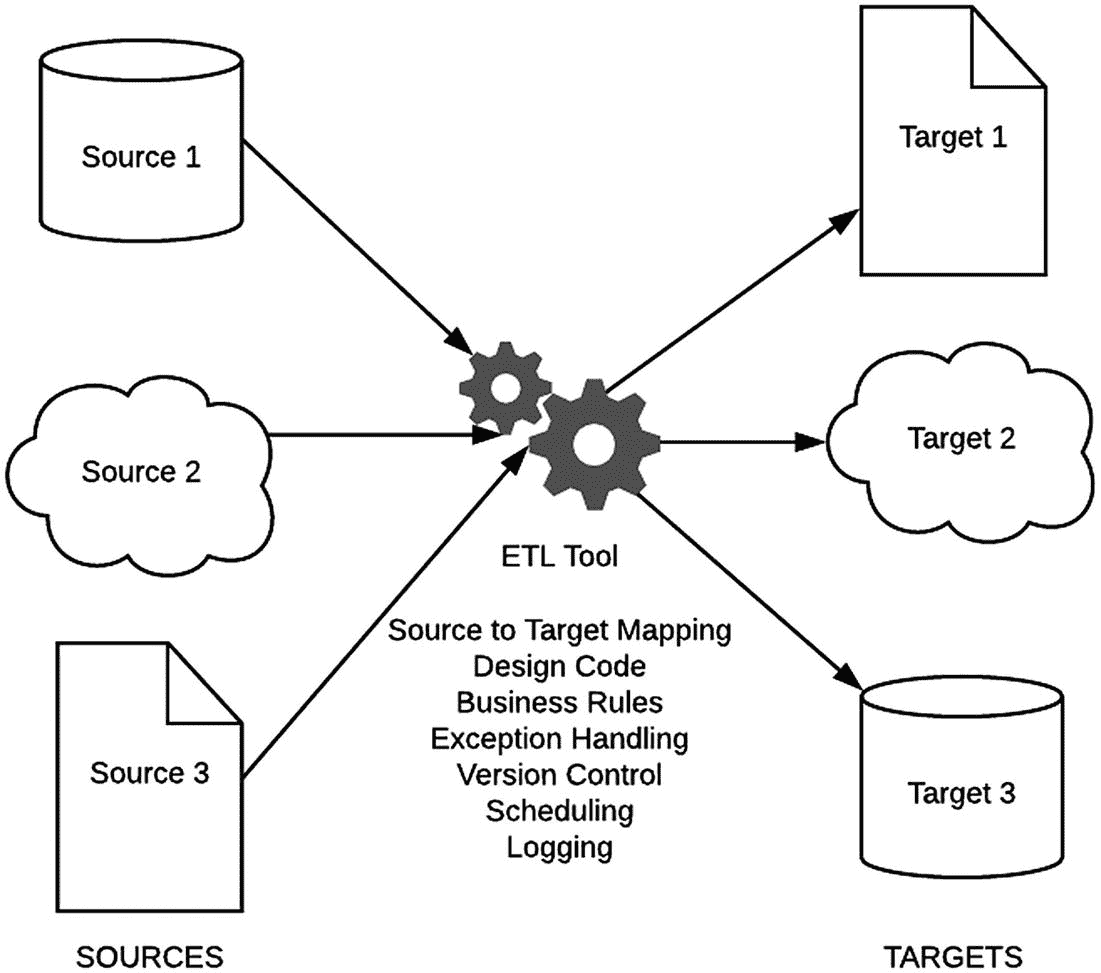 Source 1
Source 2
Source 3
SOURCES
ETL Tool
Source to Target Mapping
Design Code
Business Rules
Exception Handling
Version Control
Scheduling
Logging
Target 1
Target 2
Target 3
TARGETS